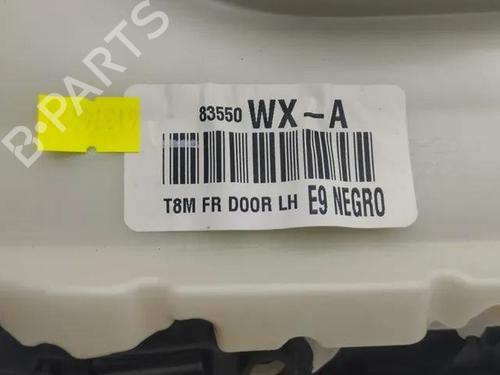 B-PARTS
83550 WX~A
T8M FR DOOR LH E9 NEGRO